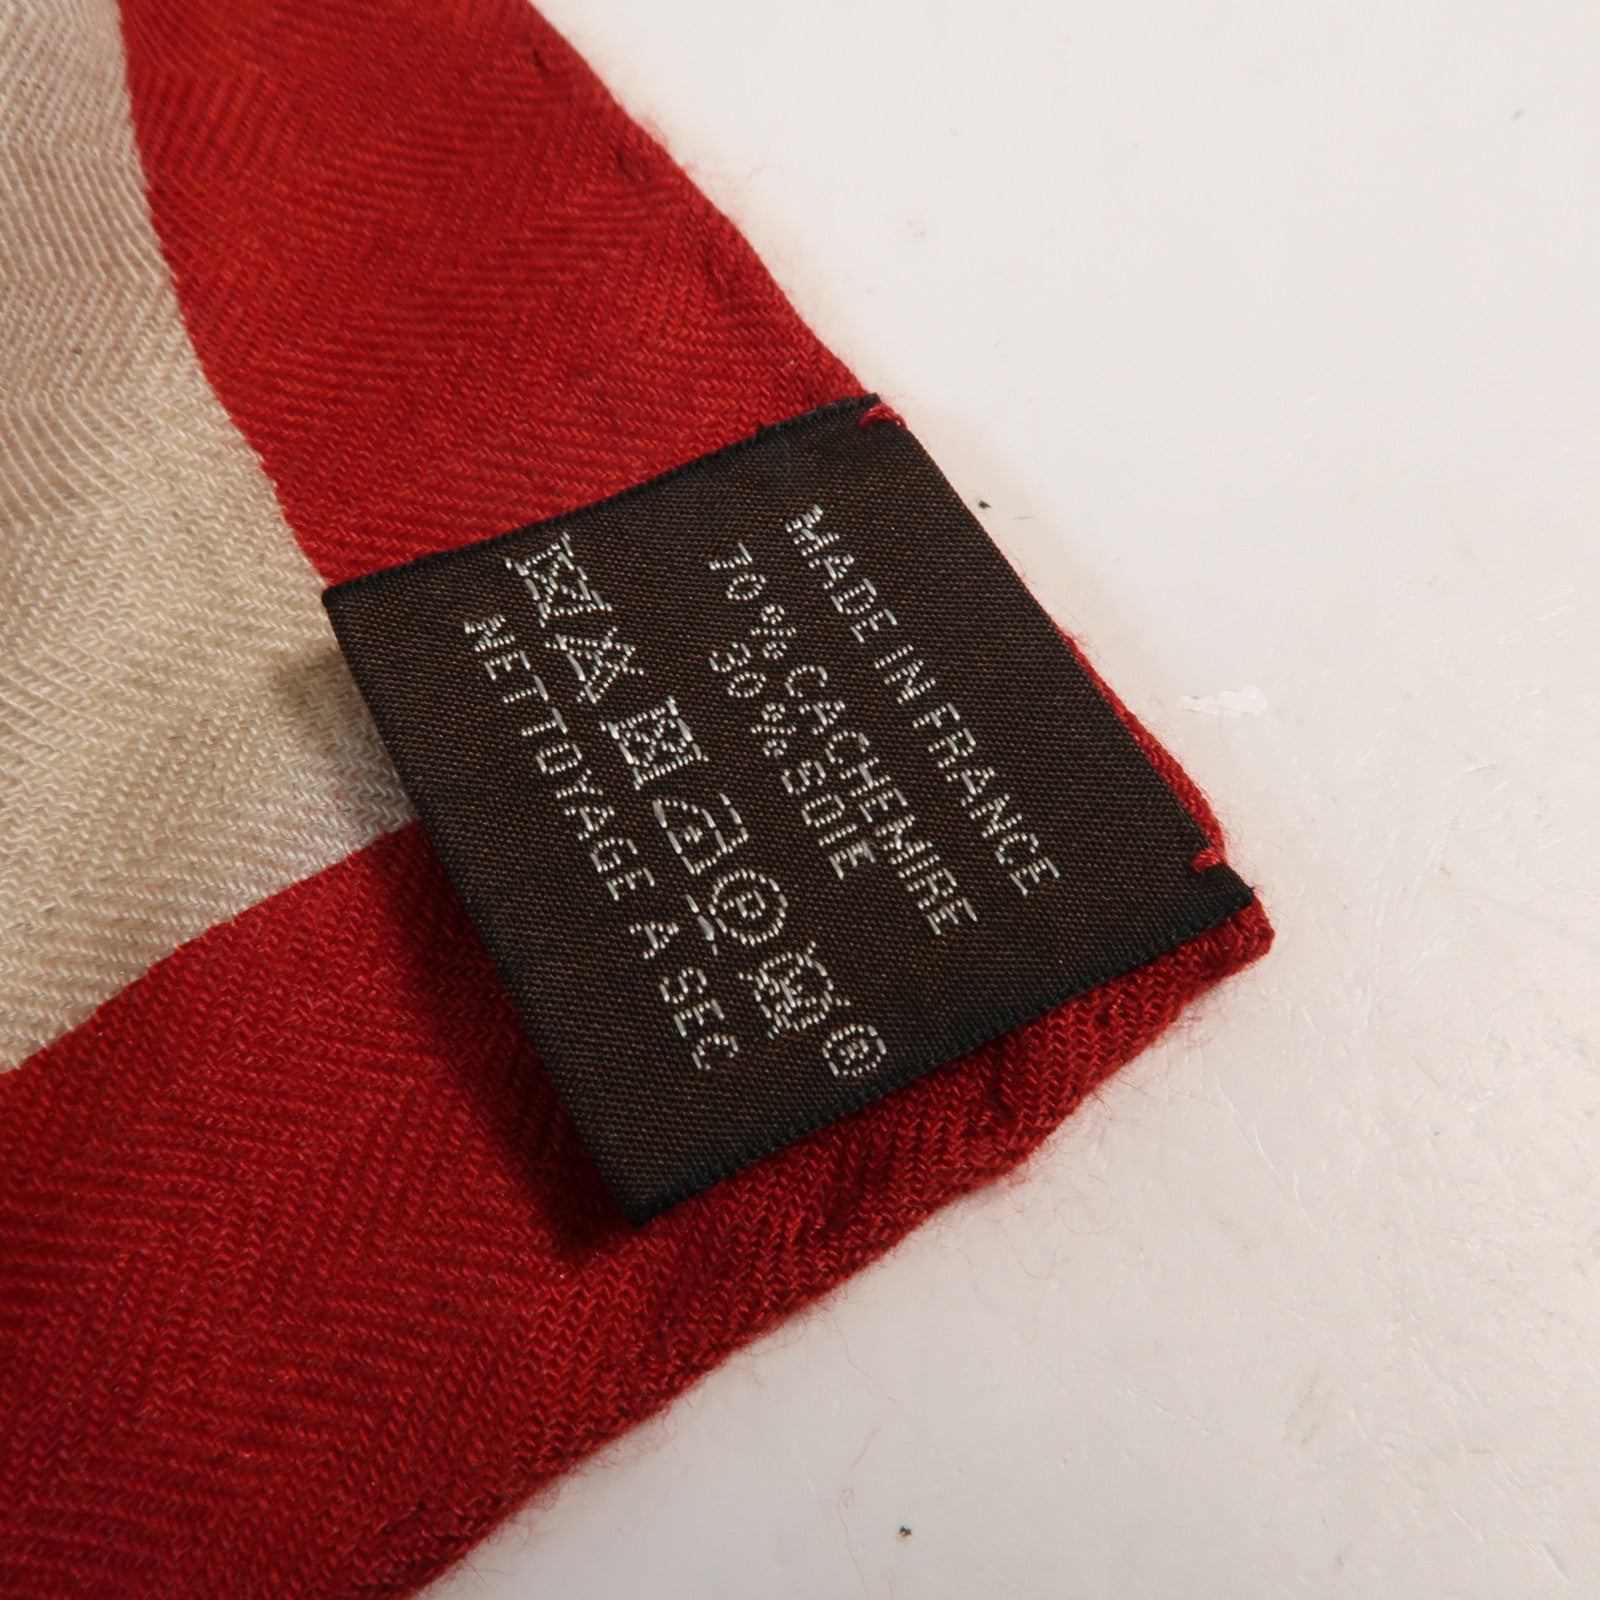 MADE IN FRANCE
70 % CACHEMIRE
30 % SOIE
P
NETTOYAGE A SEC